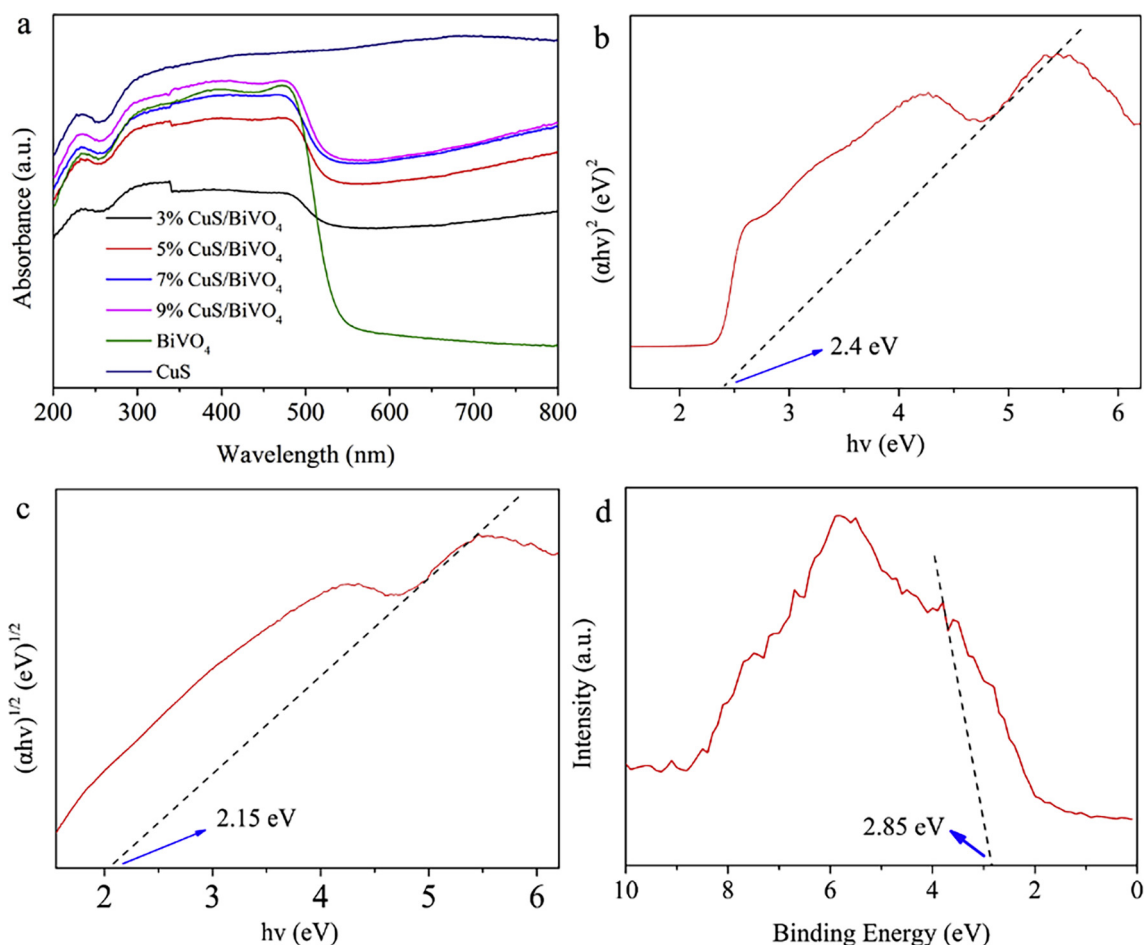 a
Absorbance (a.u.)
3% CuS/BiVO₄
5% CuS/BiVO₄
7% CuS/BiVO₄
9% CuS/BiVO₄
BiVO₄
CuS
200 300 400 500 600 700 800
Wavelength (nm)
b
(αhν)² (eV)²
2.4 eV
2 3 4 5 6
hν (eV)
c
(αhν)¹/² (eV)¹/²
2.15 eV
2 3 4 5 6
hν (eV)
d
Intensity (a.u.)
2.85 eV
10 8 6 4 2 0
Binding Energy (eV)